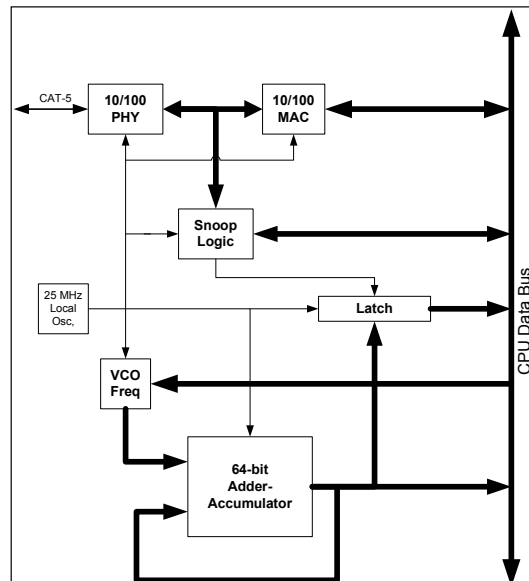 CAT-5
10/100
PHY
10/100
MAC
Snoop
Logic
25 MHz
Local
Osc,
Latch
VCO
Freq
64-bit
Adder-
Accumulator
CPU Data Bus